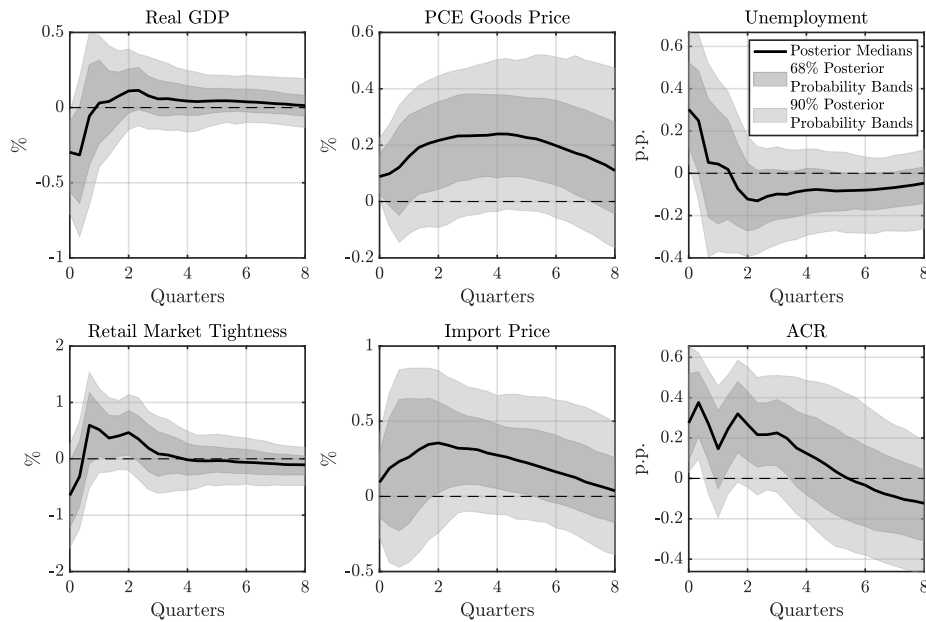 Real GDP
0.5
0
-0.5
-1
%
0 2 4 6 8
Quarters
PCE Goods Price
0.6
0.4
0.2
0
0.2
%
0 2 4 6 8
Quarters
Unemployment
0.6
0.4
0.2
0
-0.2
-0.4
p.p.
0 2 4 6 8
Quarters
Posterior Medians
68% Posterior
Probability Bands
90% Posterior
Probability Bands
Retail Market Tightness
2
1
0
-1
-2
%
0 2 4 6 8
Quarters
Import Price
1
0.5
0
-0.5
%
0 2 4 6 8
Quarters
ACR
0.6
0.4
0.2
0
-0.2
-0.4
p.p.
0 2 4 6 8
Quarters